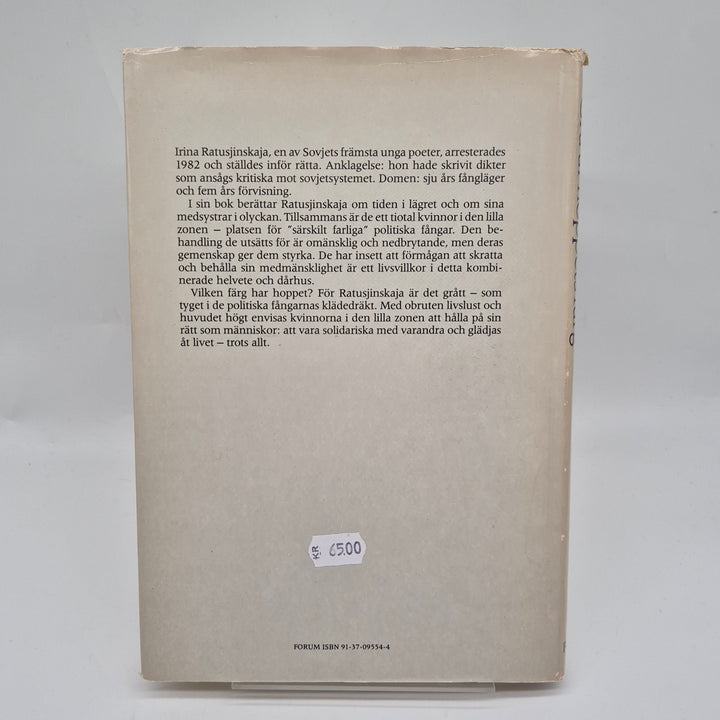 Irina Ratusjinskaja, en av Sovjets främsta unga poeter, arresterades
1982 och ställdes inför rätta. Anklagelse: hon hade skrivit dikter
som ansågs kritiska mot sovjetsystemet. Domen: sju års fångläger
och fem års förvisning.
I sin bok berättar Ratusjinskaja om tiden i lägret och om sina
medsystrar i olyckan. Tillsammans är de ett tiotal kvinnor i den lilla
zonen – platsen för ”särskilt farliga” politiska fångar. Den be-
handling de utsätts för är omänsklig och nedbrytande, men deras
gemenskap ger dem styrka. De har insett att förmågan att skratta
och behålla sin medmänsklighet är ett livsvillkor i detta kombi-
nerade helvete och dårhus.
Vilken färg har hoppet? För Ratusjinskaja är det grått – som
tyget i de politiska fångarnas klädedräkt. Med obruten livslust och
huvudet högt envisas kvinnorna i den lilla zonen att hålla på sin
rätt som människor: att vara solidariska med varandra och glädjas
åt livet – trots allt.
KR 65.00
FORUM ISBN 91-37-09554-4